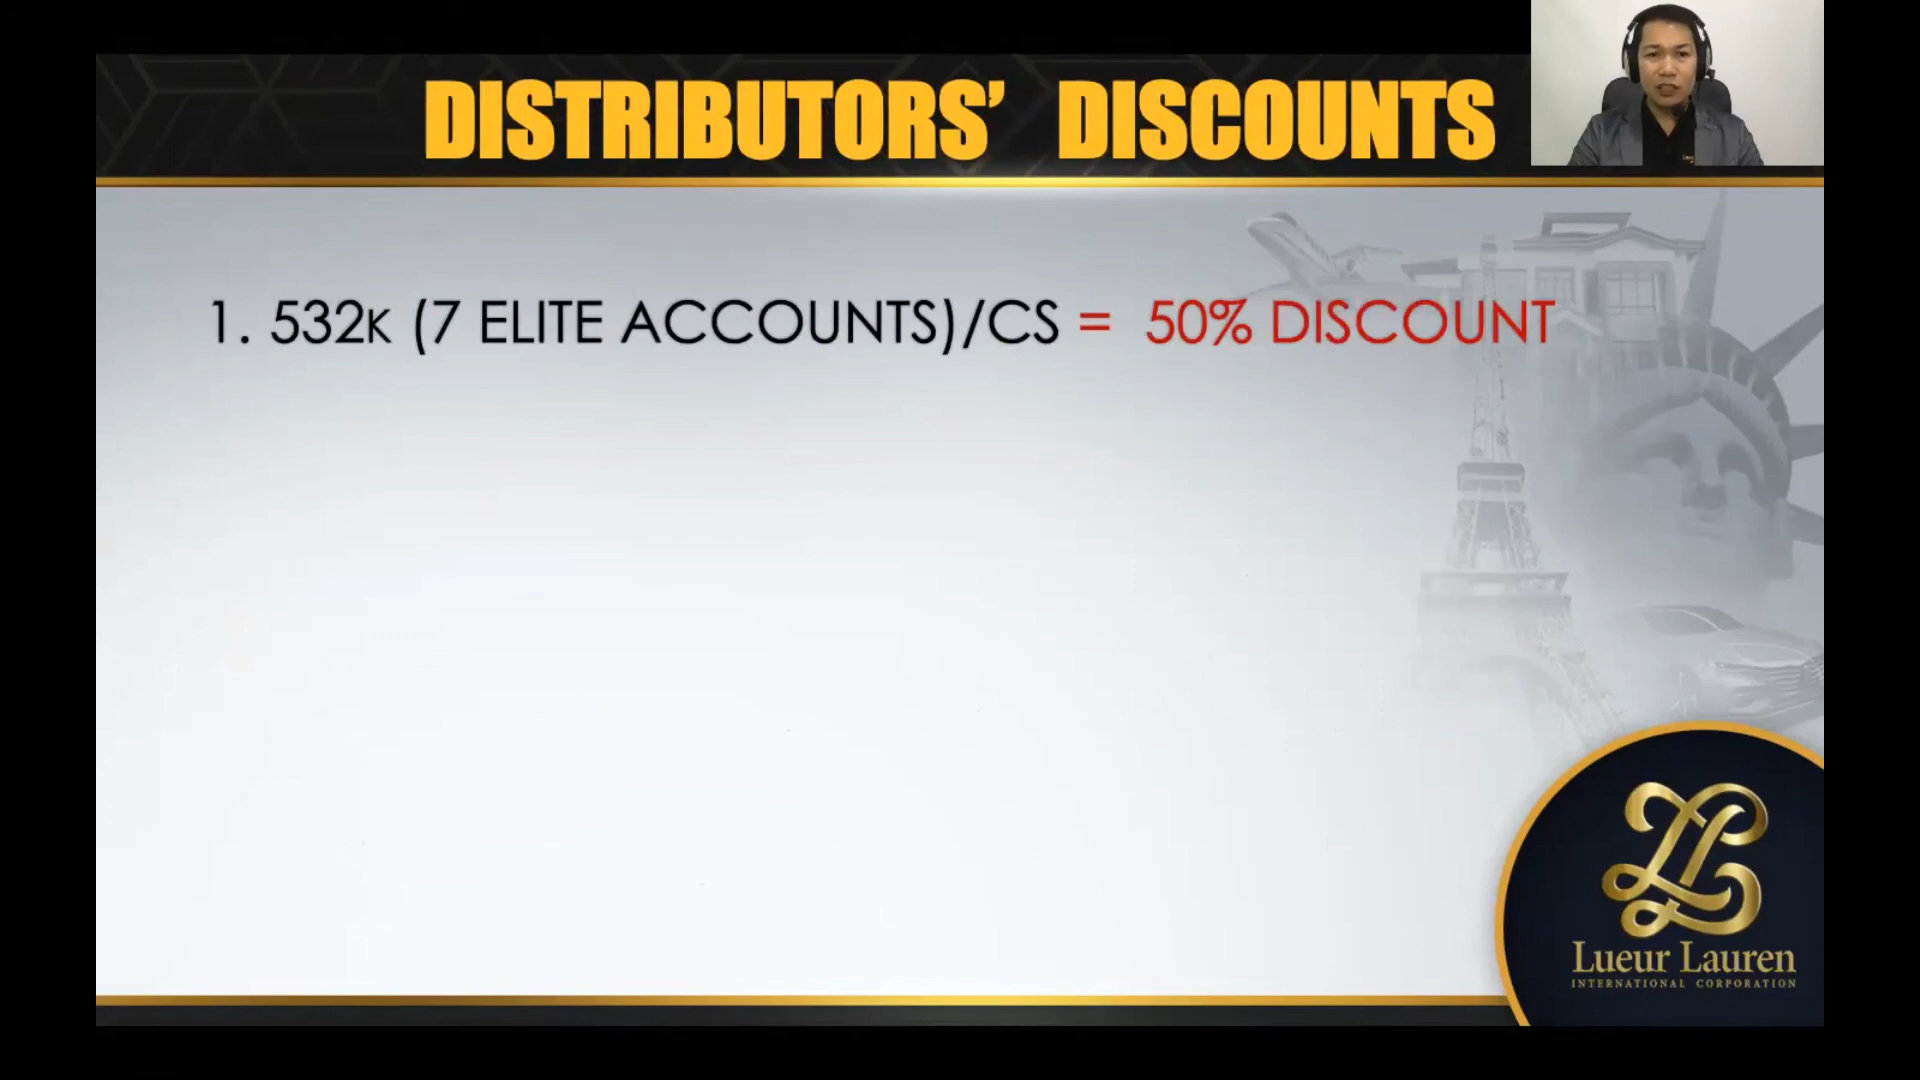 DISTRIBUTORS' DISCOUNTS
1. 532K (7 ELITE ACCOUNTS)/CS = 50% DISCOUNT
Lueur Lauren
INTERNATIONAL CORPORATION